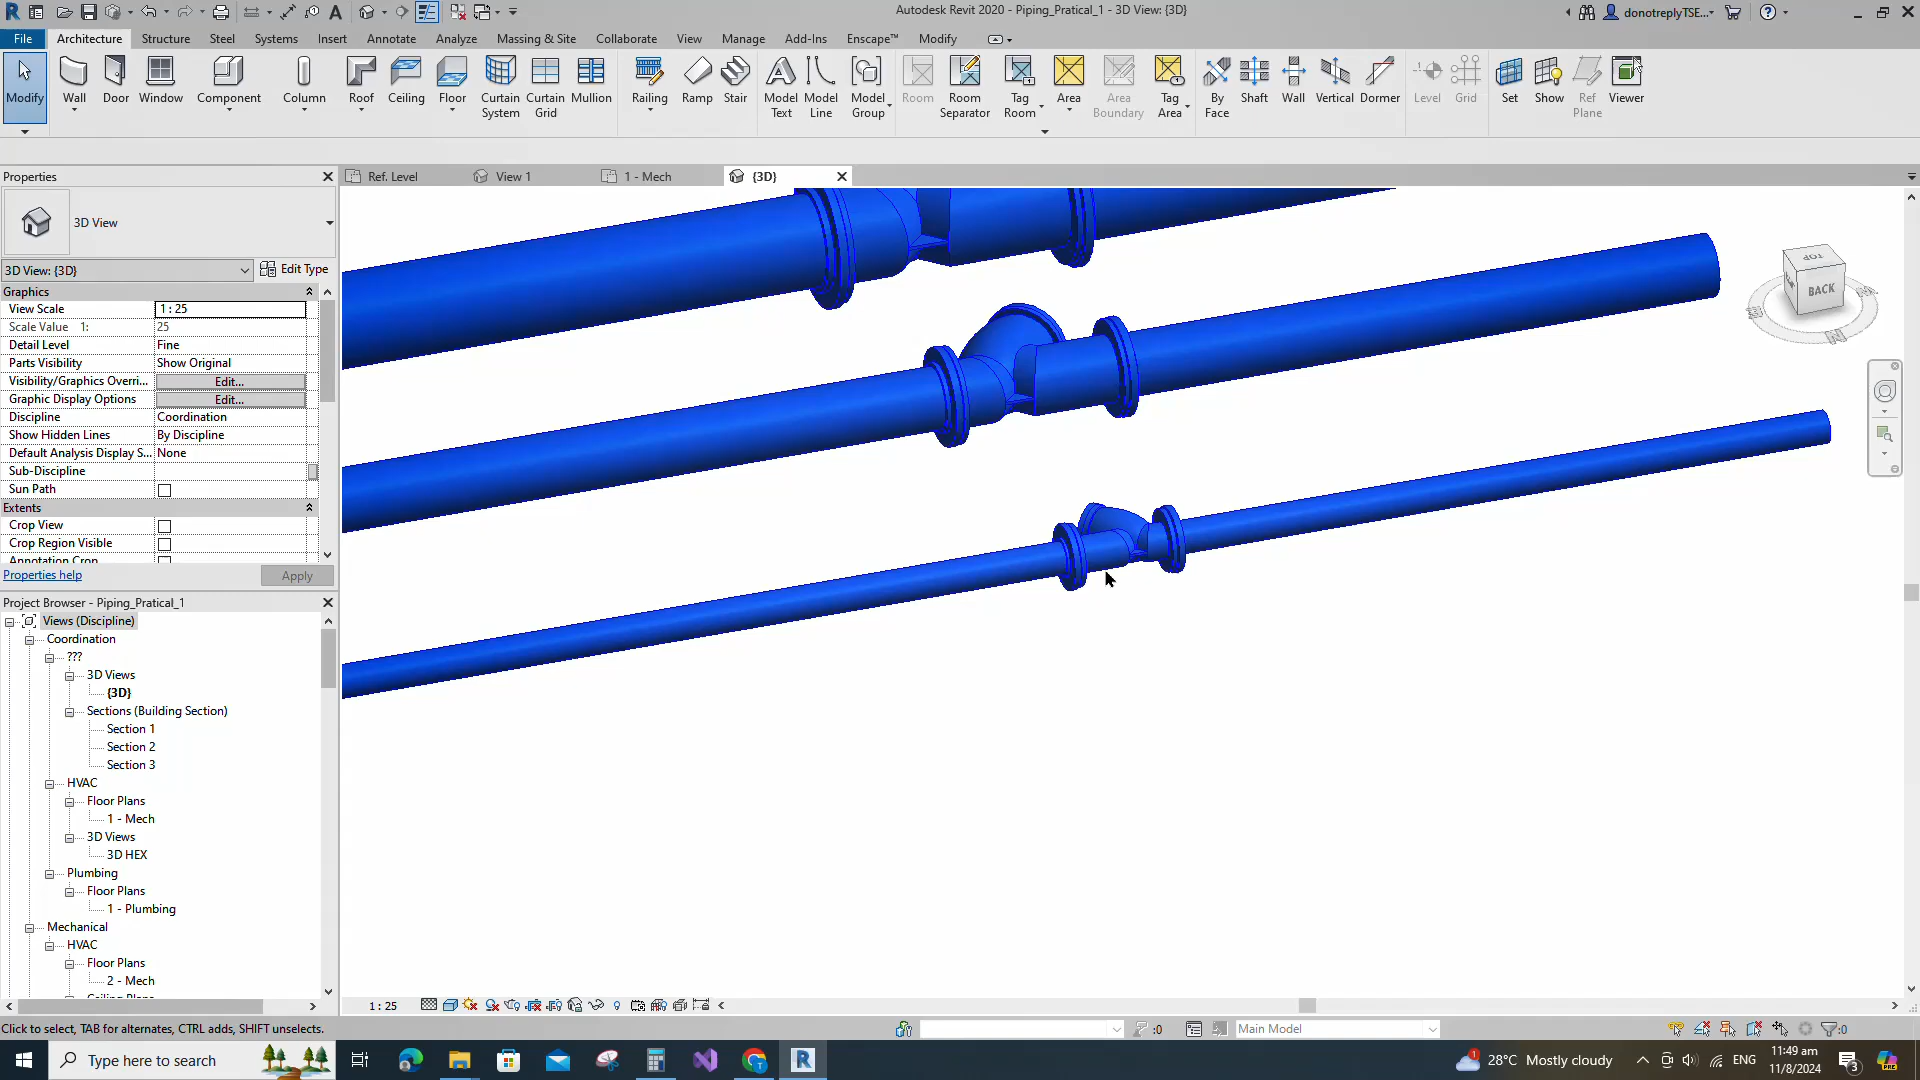 Autodesk Revit 2020 - Piping_Pratical_1 - 3D View: {3D}
donotreplyTSE...
File Architecture Structure Steel Systems Insert Annotate Analyze Massing & Site Collaborate View Manage Add-Ins Enscape™ Modify
Modify Wall Door Window Component Column Roof Ceiling Floor Curtain System Curtain Grid Mullion Railing Ramp Stair Model Text Model Line Model Group Room Room Separator Tag Room Area Area Boundary Tag Area By Face Shaft Wall Vertical Dormer Level Grid Set Show Ref Plane Viewer
Properties
Ref. Level View 1 1 - Mech {3D}
3D View
3D View: {3D} Edit Type
Graphics
View Scale 1 : 25
Scale Value 1: 25
Detail Level Fine
Parts Visibility Show Original
Visibility/Graphics Overri... Edit...
Graphic Display Options Edit...
Discipline Coordination
Show Hidden Lines By Discipline
Default Analysis Display S... None
Sub-Discipline
Sun Path
Extents
Crop View
Crop Region Visible
Annotation Crop
Properties help Apply
TOP
BACK
Project Browser - Piping_Pratical_1
Views (Discipline)
Coordination
???
3D Views
{3D}
Sections (Building Section)
Section 1
Section 2
Section 3
HVAC
Floor Plans
1 - Mech
3D Views
3D HEX
Plumbing
Floor Plans
1 - Plumbing
Mechanical
HVAC
Floor Plans
2 - Mech
1 : 25
Click to select, TAB for alternates, CTRL adds, SHIFT unselects.
:0
Main Model
:0
Type here to search
28°C Mostly cloudy
ENG
11:49 am
11/8/2024
3